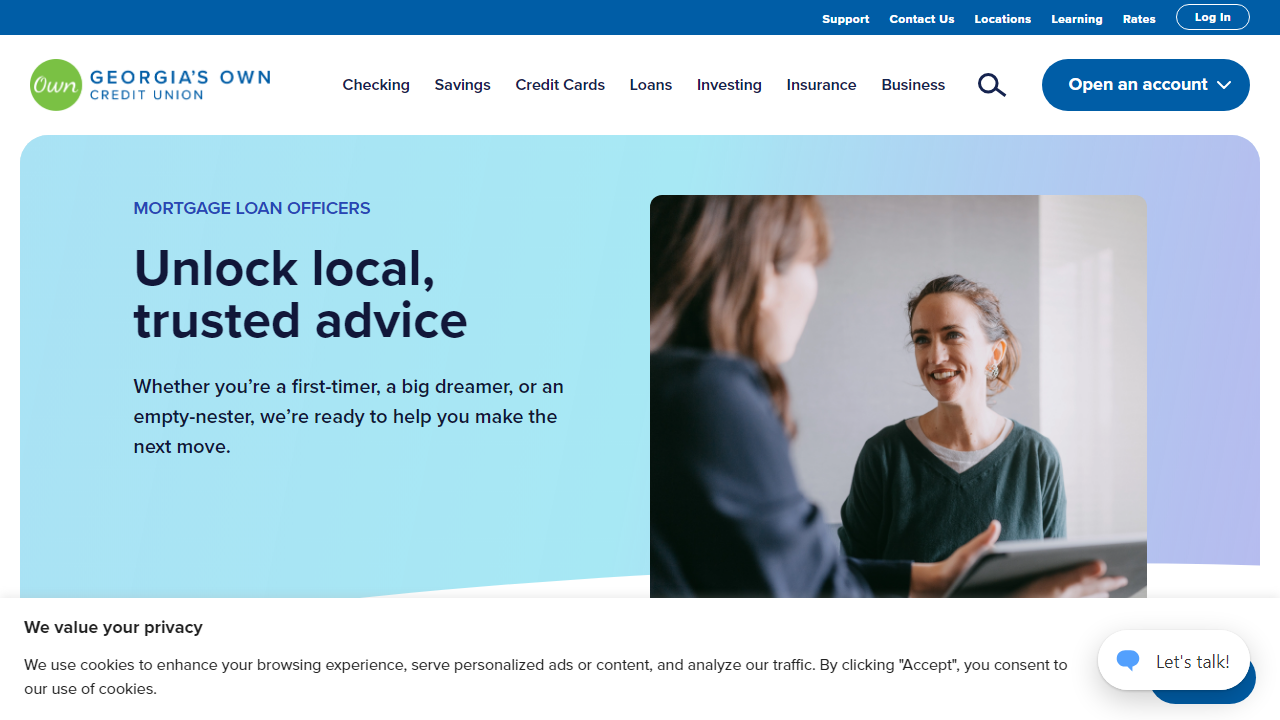 Support Contact Us Locations Learning Rates Log In
Own GEORGIA'S OWN
CREDIT UNION
Checking Savings Credit Cards Loans Investing Insurance Business Open an account
MORTGAGE LOAN OFFICERS
Unlock local,
trusted advice
Whether you’re a first-timer, a big dreamer, or an
empty-nester, we’re ready to help you make the
next move.
We value your privacy
We use cookies to enhance your browsing experience, serve personalized ads or content, and analyze our traffic. By clicking "Accept", you consent to
our use of cookies.
Let's talk!